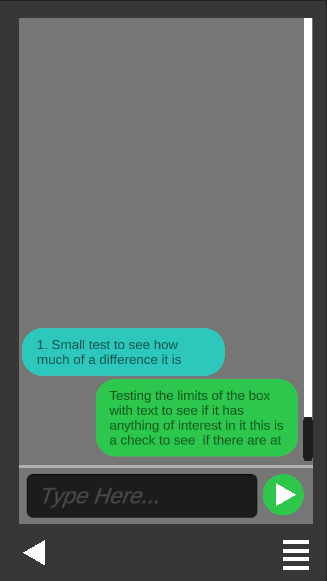 1. Small test to see how
much of a difference it is
Testing the limits of the box
with text to see if it has
anything of interest in it this is
a check to see  if there are at
Type Here...